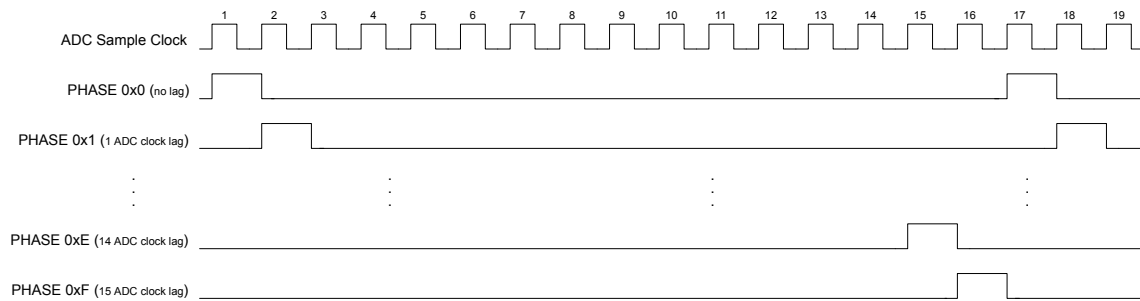 1 2 3 4 5 6 7 8 9 10 11 12 13 14 15 16 17 18 19
ADC Sample Clock
PHASE 0x0 (no lag)
PHASE 0x1 (1 ADC clock lag)
PHASE 0xE (14 ADC clock lag)
PHASE 0xF (15 ADC clock lag)